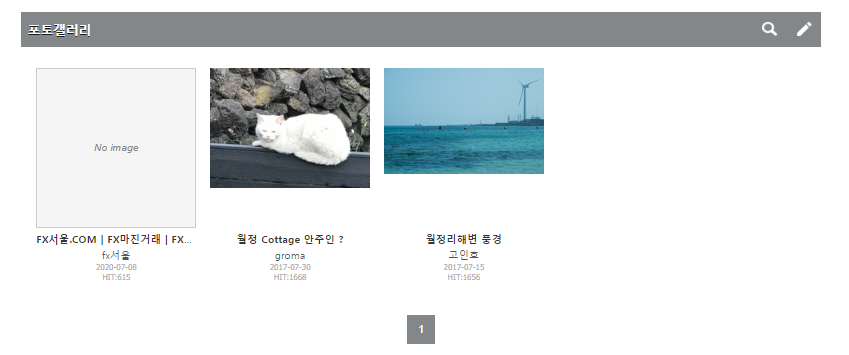 포토갤러리
No image
FX서울.COM | FX마진거래 | FX...
fx서울
2020-07-08
HIT:615
월정 Cottage 안주인 ?
groma
2017-07-30
HIT:1668
월정리해변 풍경
고인호
2017-07-15
HIT:1656
1